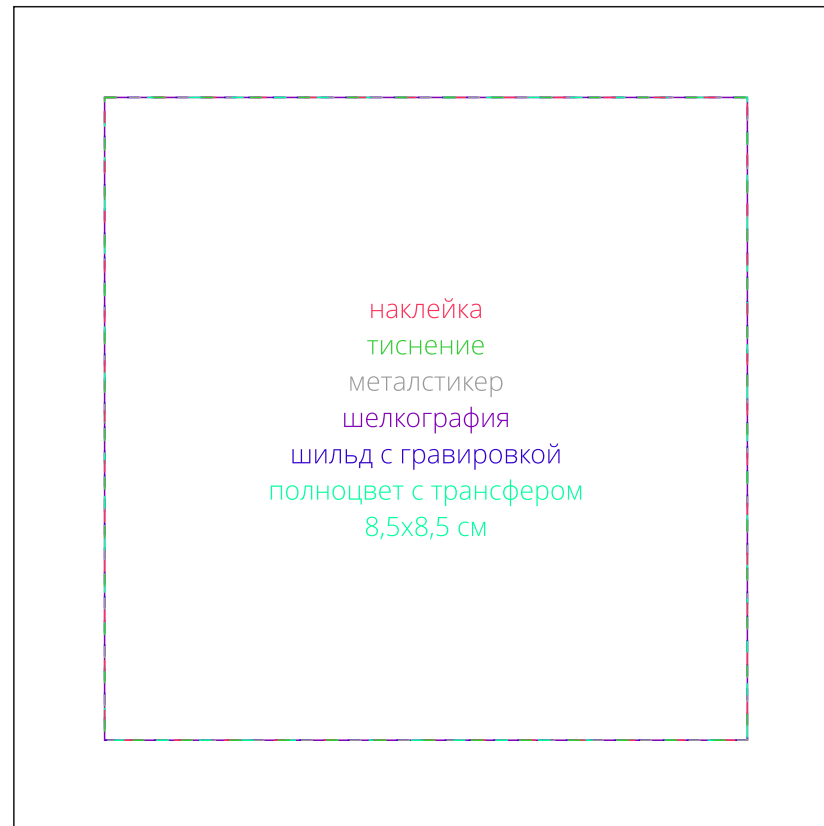 наклейка
тиснение
металстикер
шелкография
шильд с гравировкой
полноцвет с трансфером
8,5х8,5 см